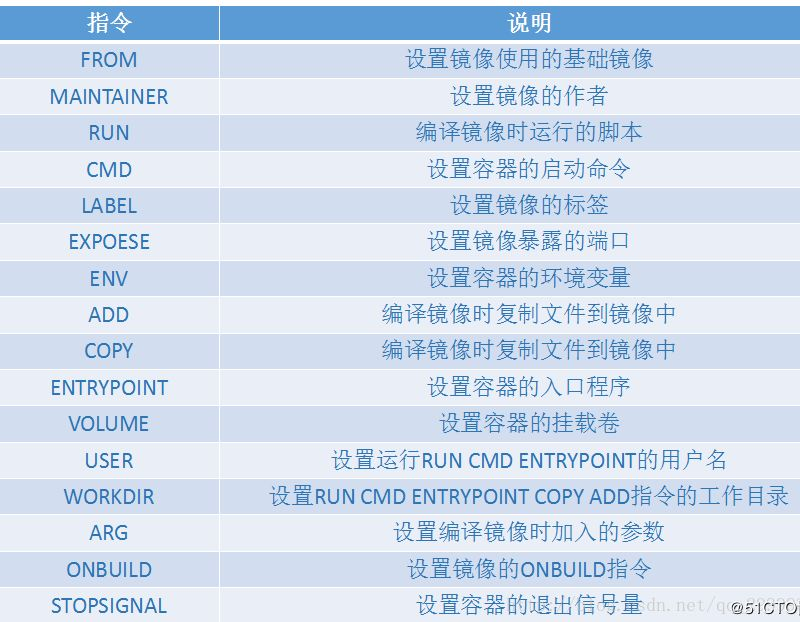 指令 说明
FROM 设置镜像使用的基础镜像
MAINTAINER 设置镜像的作者
RUN 编译镜像时运行的脚本
CMD 设置容器的启动命令
LABEL 设置镜像的标签
EXPOESE 设置镜像暴露的端口
ENV 设置容器的环境变量
ADD 编译镜像时复制文件到镜像中
COPY 编译镜像时复制文件到镜像中
ENTRYPOINT 设置容器的入口程序
VOLUME 设置容器的挂载卷
USER 设置运行RUN CMD ENTRYPOINT的用户名
WORKDIR 设置RUN CMD ENTRYPOINT COPY ADD指令的工作目录
ARG 设置编译镜像时加入的参数
ONBUILD 设置镜像的ONBUILD指令
STOPSIGNAL 设置容器的退出信号量
@51CTO